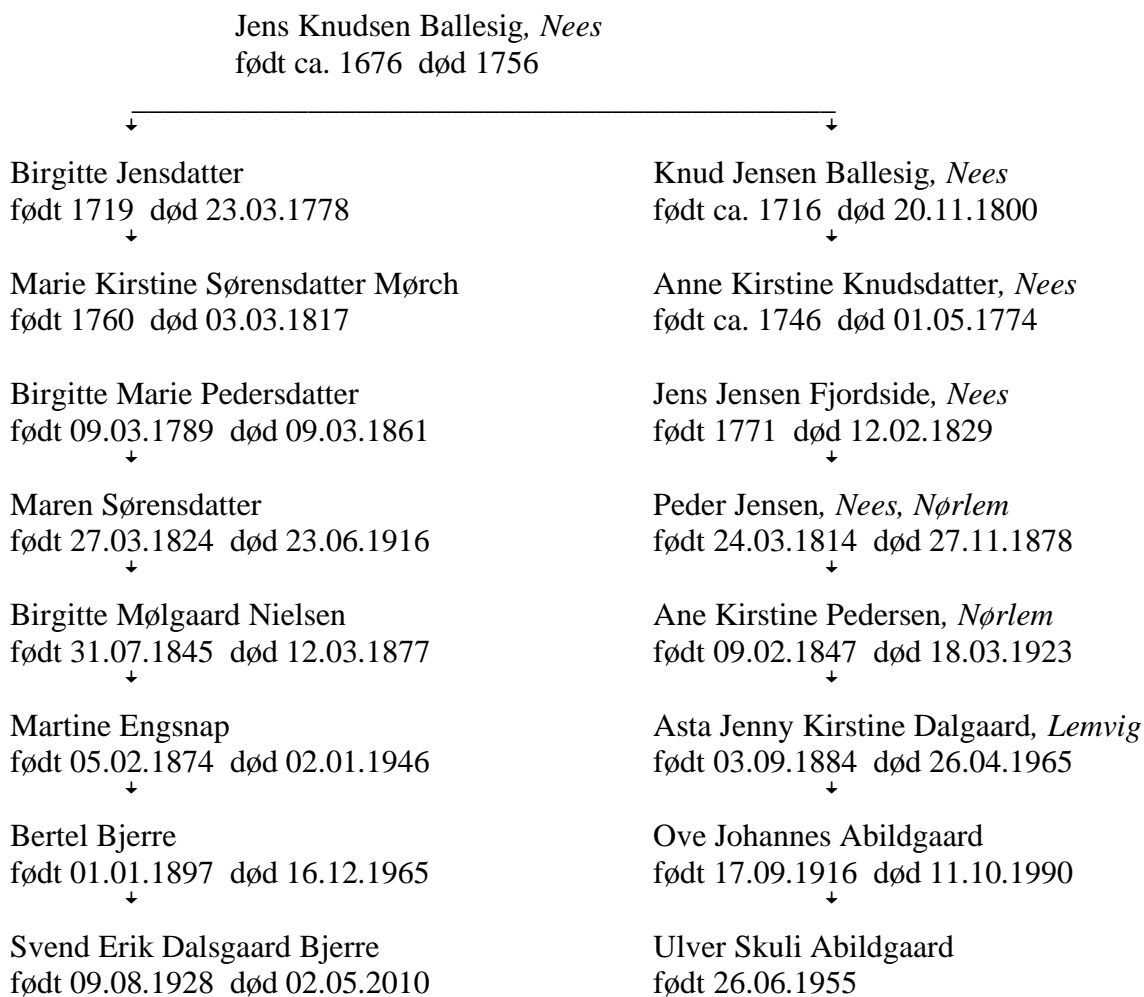 Jens Knudsen Ballesig, Nees
født ca. 1676  død 1756
Birgitte Jensdatter
født 1719  død 23.03.1778
Knud Jensen Ballesig, Nees
født ca. 1716  død 20.11.1800
Marie Kirstine Sørensdatter Mørch
født 1760  død 03.03.1817
Anne Kirstine Knudsdatter, Nees
født ca. 1746  død 01.05.1774
Birgitte Marie Pedersdatter
født 09.03.1789  død 09.03.1861
Jens Jensen Fjordside, Nees
født 1771  død 12.02.1829
Maren Sørensdatter
født 27.03.1824  død 23.06.1916
Peder Jensen, Nees, Nørlem
født 24.03.1814  død 27.11.1878
Birgitte Mølgaard Nielsen
født 31.07.1845  død 12.03.1877
Ane Kirstine Pedersen, Nørlem
født 09.02.1847  død 18.03.1923
Martine Engsnap
født 05.02.1874  død 02.01.1946
Asta Jenny Kirstine Dalgaard, Lemvig
født 03.09.1884  død 26.04.1965
Bertel Bjerre
født 01.01.1897  død 16.12.1965
Ove Johannes Abildgaard
født 17.09.1916  død 11.10.1990
Svend Erik Dalsgaard Bjerre
født 09.08.1928  død 02.05.2010
Ulver Skuli Abildgaard
født 26.06.1955